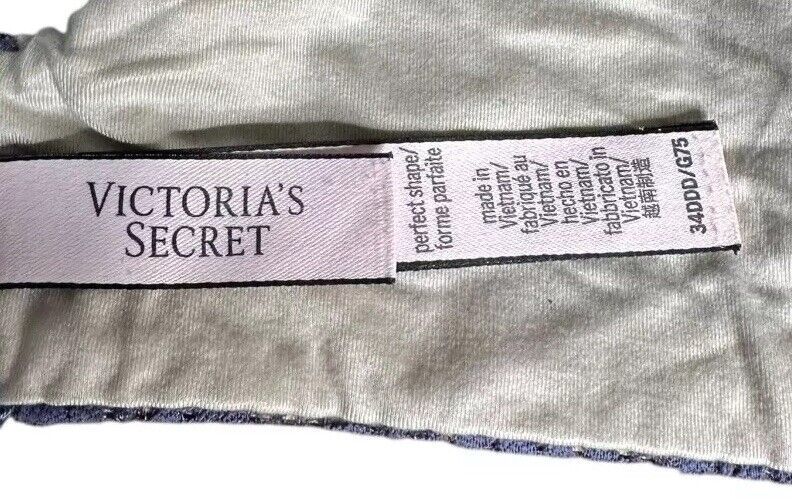 VICTORIA'S
SECRET
perfect shape/
forme parfaite
made in
Vietnam/
fabriqué au
Vietnam/
hecho en
Vietnam/
fabbricato in
Vietnam/
越南制造
34DDD/G75